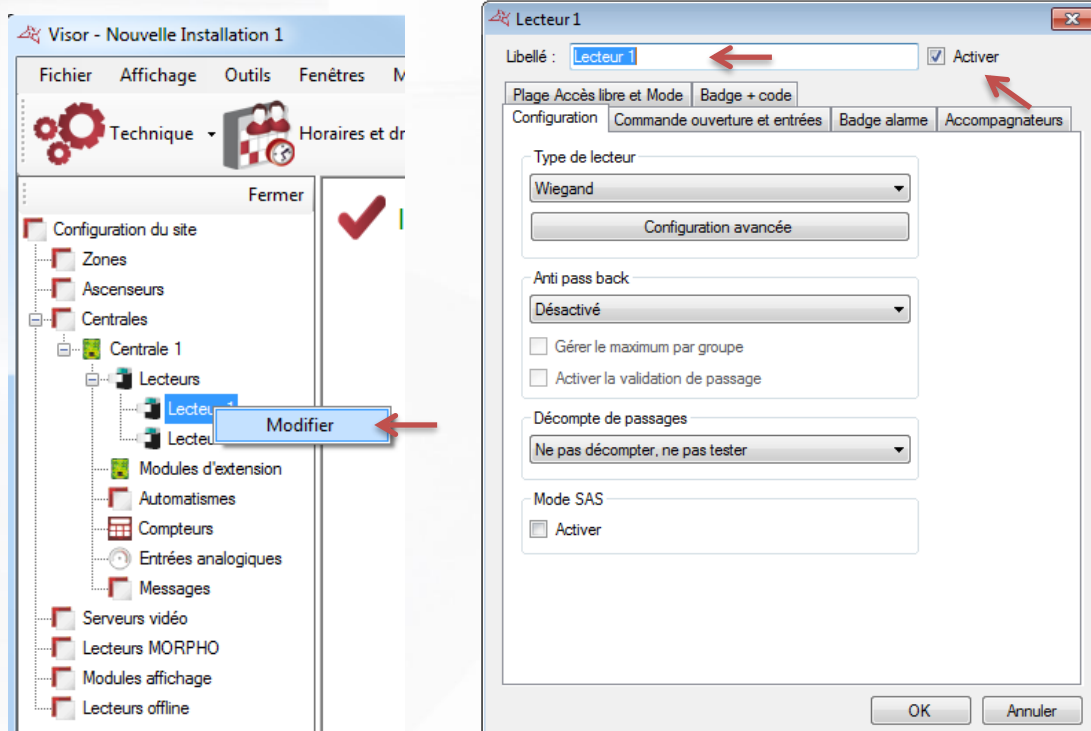 Visor - Nouvelle Installation 1
Fichier Affichage Outils Fenêtres M
Technique Horaires et dr
Fermer
Configuration du site
Zones
Ascenseurs
Centrales
Centrale 1
Lecteurs
Lecteur 1
Modifier
Lecteu
Modules d'extension
Automatismes
Compteurs
Entrées analogiques
Messages
Serveurs vidéo
Lecteurs MORPHO
Modules affichage
Lecteurs offline
Lecteur 1
Libellé : Lecteur 1 Activer
Plage Accès libre et Mode Badge + code
Configuration Commande ouverture et entrées Badge alarme Accompagnateurs
Type de lecteur
Wiegand
Configuration avancée
Anti pass back
Désactivé
Gérer le maximum par groupe
Activer la validation de passage
Décompte de passages
Ne pas décompter, ne pas tester
Mode SAS
Activer
OK Annuler